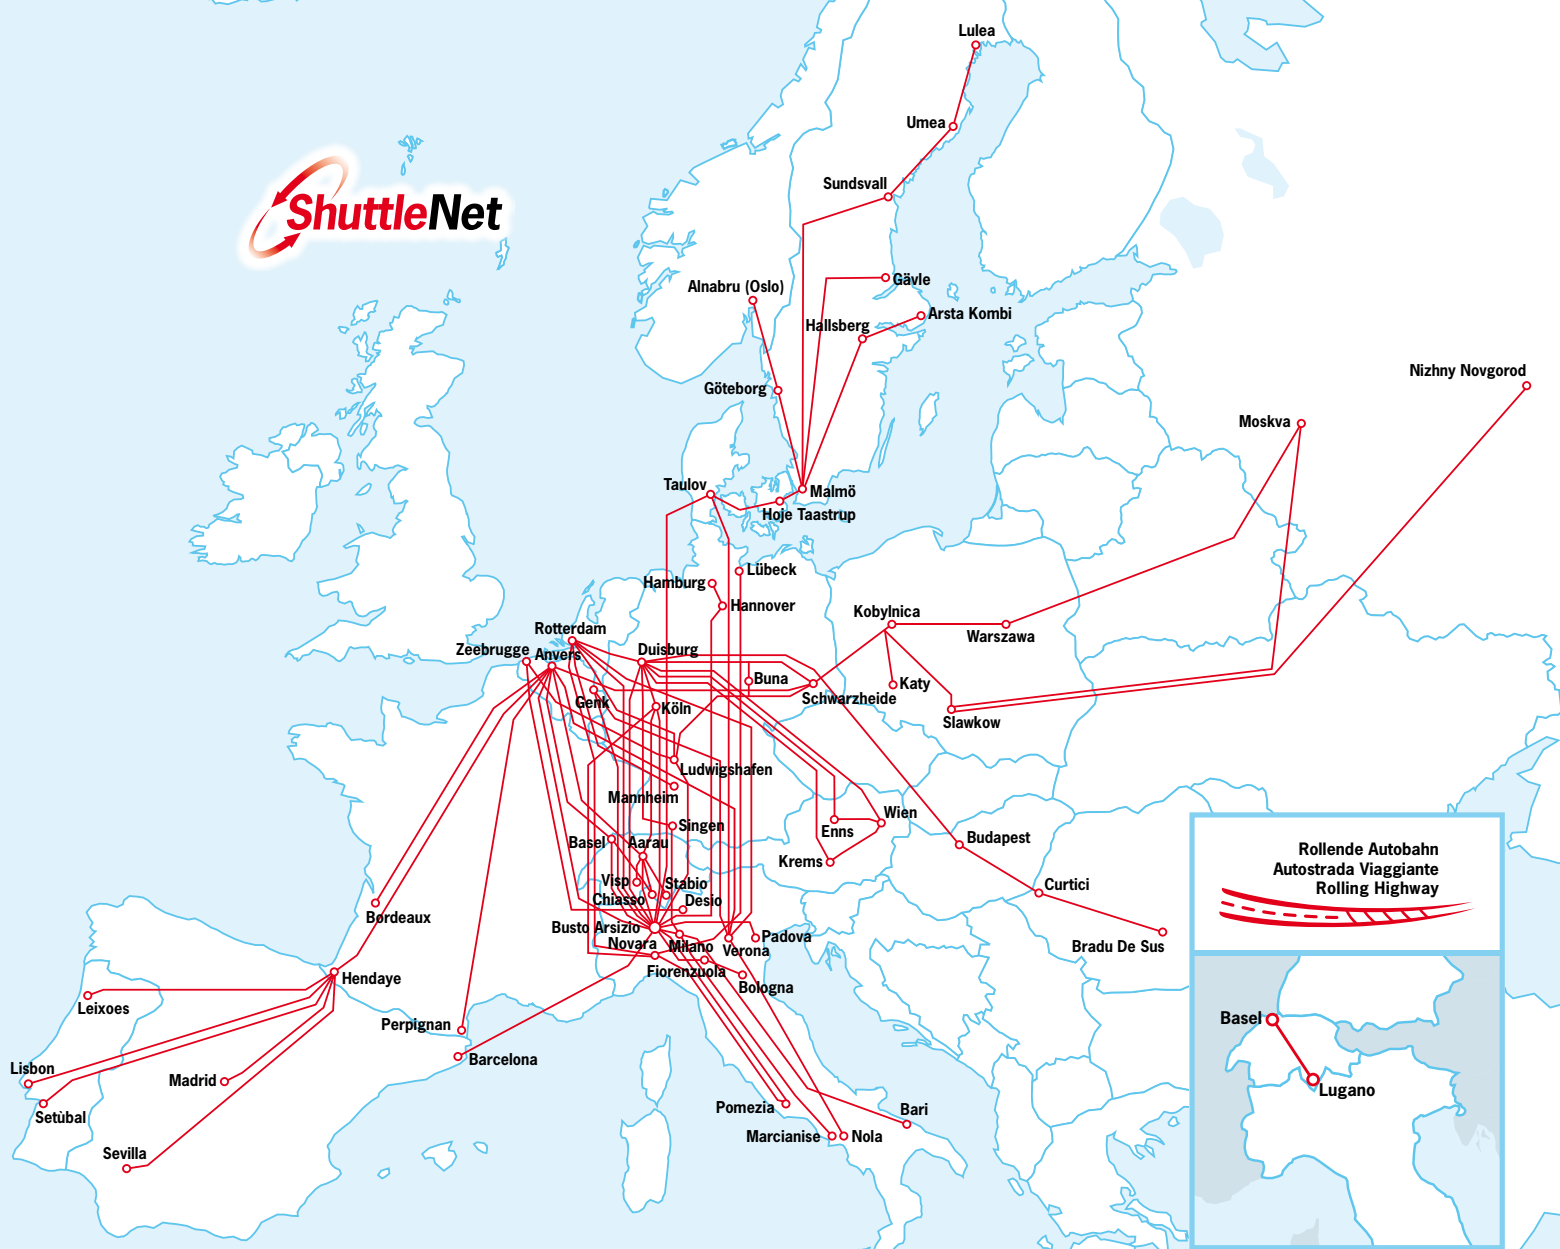 Lulea
Umea
Sundsvall
ShuttleNet
Gävle
Alnabru (Oslo)
Arsta Kombi
Hallsberg
Nizhny Novgorod
Göteborg
Moskva
Taulov
Malmö
Hoje Taastrup
Lübeck
Hamburg
Hannover
Kobylnica
Rotterdam
Warszawa
Zeebrugge
Anvers
Duisburg
Buna
Katy
Schwarzheide
Genk
Köln
Slawkow
Ludwigshafen
Mannheim
Singen
Wien
Enns
Basel
Aarau
Budapest
Krems
Visp
Stabio
Chiasso
Desio
Curtici
Bordeaux
Busto Arsizio
Novara
Milano
Padova
Verona
Bradu De Sus
Fiorenzuola
Bologna
Hendaye
Leixoes
Perpignan
Barcelona
Lisbon
Madrid
Setùbal
Sevilla
Pomezia
Bari
Marcianise
Nola
Rollende Autobahn
Autostrada Viaggiante
Rolling Highway
Basel
Lugano